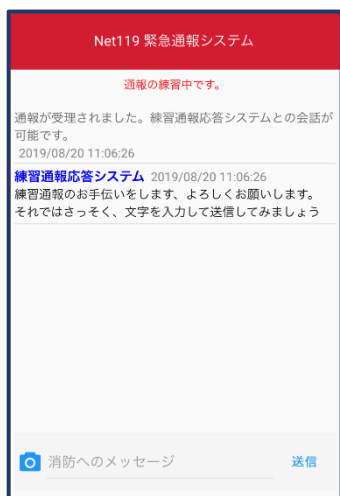 Net119 緊急通報システム
通報の練習中です。
通報が受理されました。練習通報応答システムとの会話が
可能です。
2019/08/20 11:06:26
練習通報応答システム 2019/08/20 11:06:26
練習通報のお手伝いをします、よろしくお願いします。
それではさっそく、文字を入力して送信してみましょう
消防へのメッセージ 送信